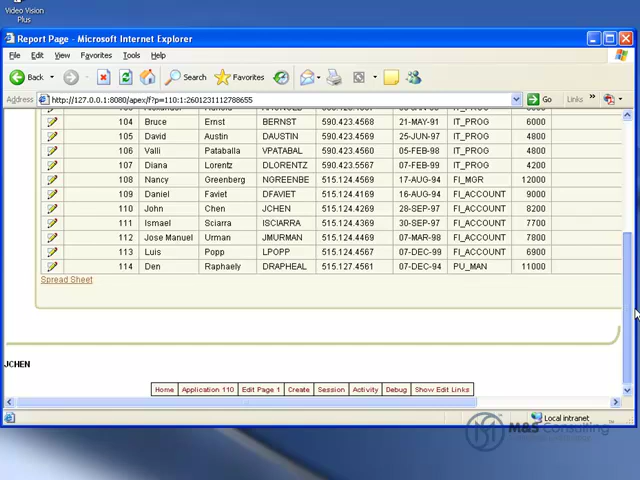 Video Vision
Plus
Report Page - Microsoft Internet Explorer
File Edit View Favorites Tools Help
Back Search Favorites
Address http://127.0.0.1:8080/apex/f?p=110:1:2601231112788655 Go Links
104 Bruce Ernst BERNST 590.423.4568 21-MAY-91 IT_PROG 6000
105 David Austin DAUSTIN 590.423.4569 25-JUN-97 IT_PROG 4800
106 Valli Pataballa VPATABAL 590.423.4560 05-FEB-98 IT_PROG 4800
107 Diana Lorentz DLORENTZ 590.423.5567 07-FEB-99 IT_PROG 4200
108 Nancy Greenberg NGREENBE 515.124.4569 17-AUG-94 FI_MGR 12000
109 Daniel Faviet DFAVIET 515.124.4169 16-AUG-94 FI_ACCOUNT 9000
110 John Chen JCHEN 515.124.4269 28-SEP-97 FI_ACCOUNT 8200
111 Ismael Sciarra ISCIARRA 515.124.4369 30-SEP-97 FI_ACCOUNT 7700
112 Jose Manuel Urman JMURMAN 515.124.4469 07-MAR-98 FI_ACCOUNT 7800
113 Luis Popp LPOPP 515.124.4567 07-DEC-99 FI_ACCOUNT 6900
114 Den Raphaely DRAPHEAL 515.127.4561 07-DEC-94 PU_MAN 11000
Spread Sheet
JCHEN
Home Application 110 Edit Page 1 Create Session Activity Debug Show Edit Links
Local intranet
M&S Consulting